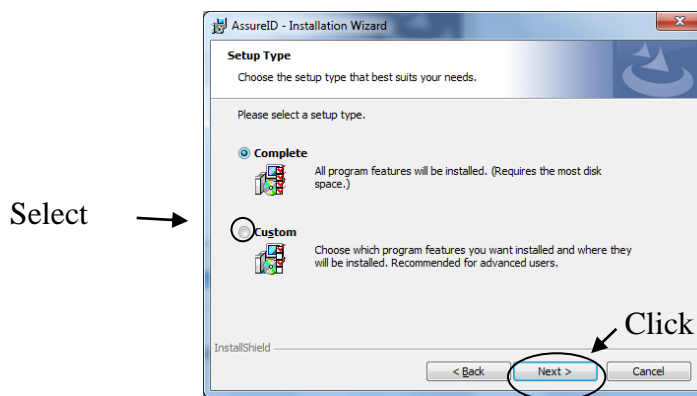 AssureID - Installation Wizard
Setup Type
Choose the setup type that best suits your needs.
Please select a setup type.
Complete
All program features will be installed. (Requires the most disk
space.)
Select
Custom
Choose which program features you want installed and where they
will be installed. Recommended for advanced users.
Click
InstallShield
< Back
Next >
Cancel